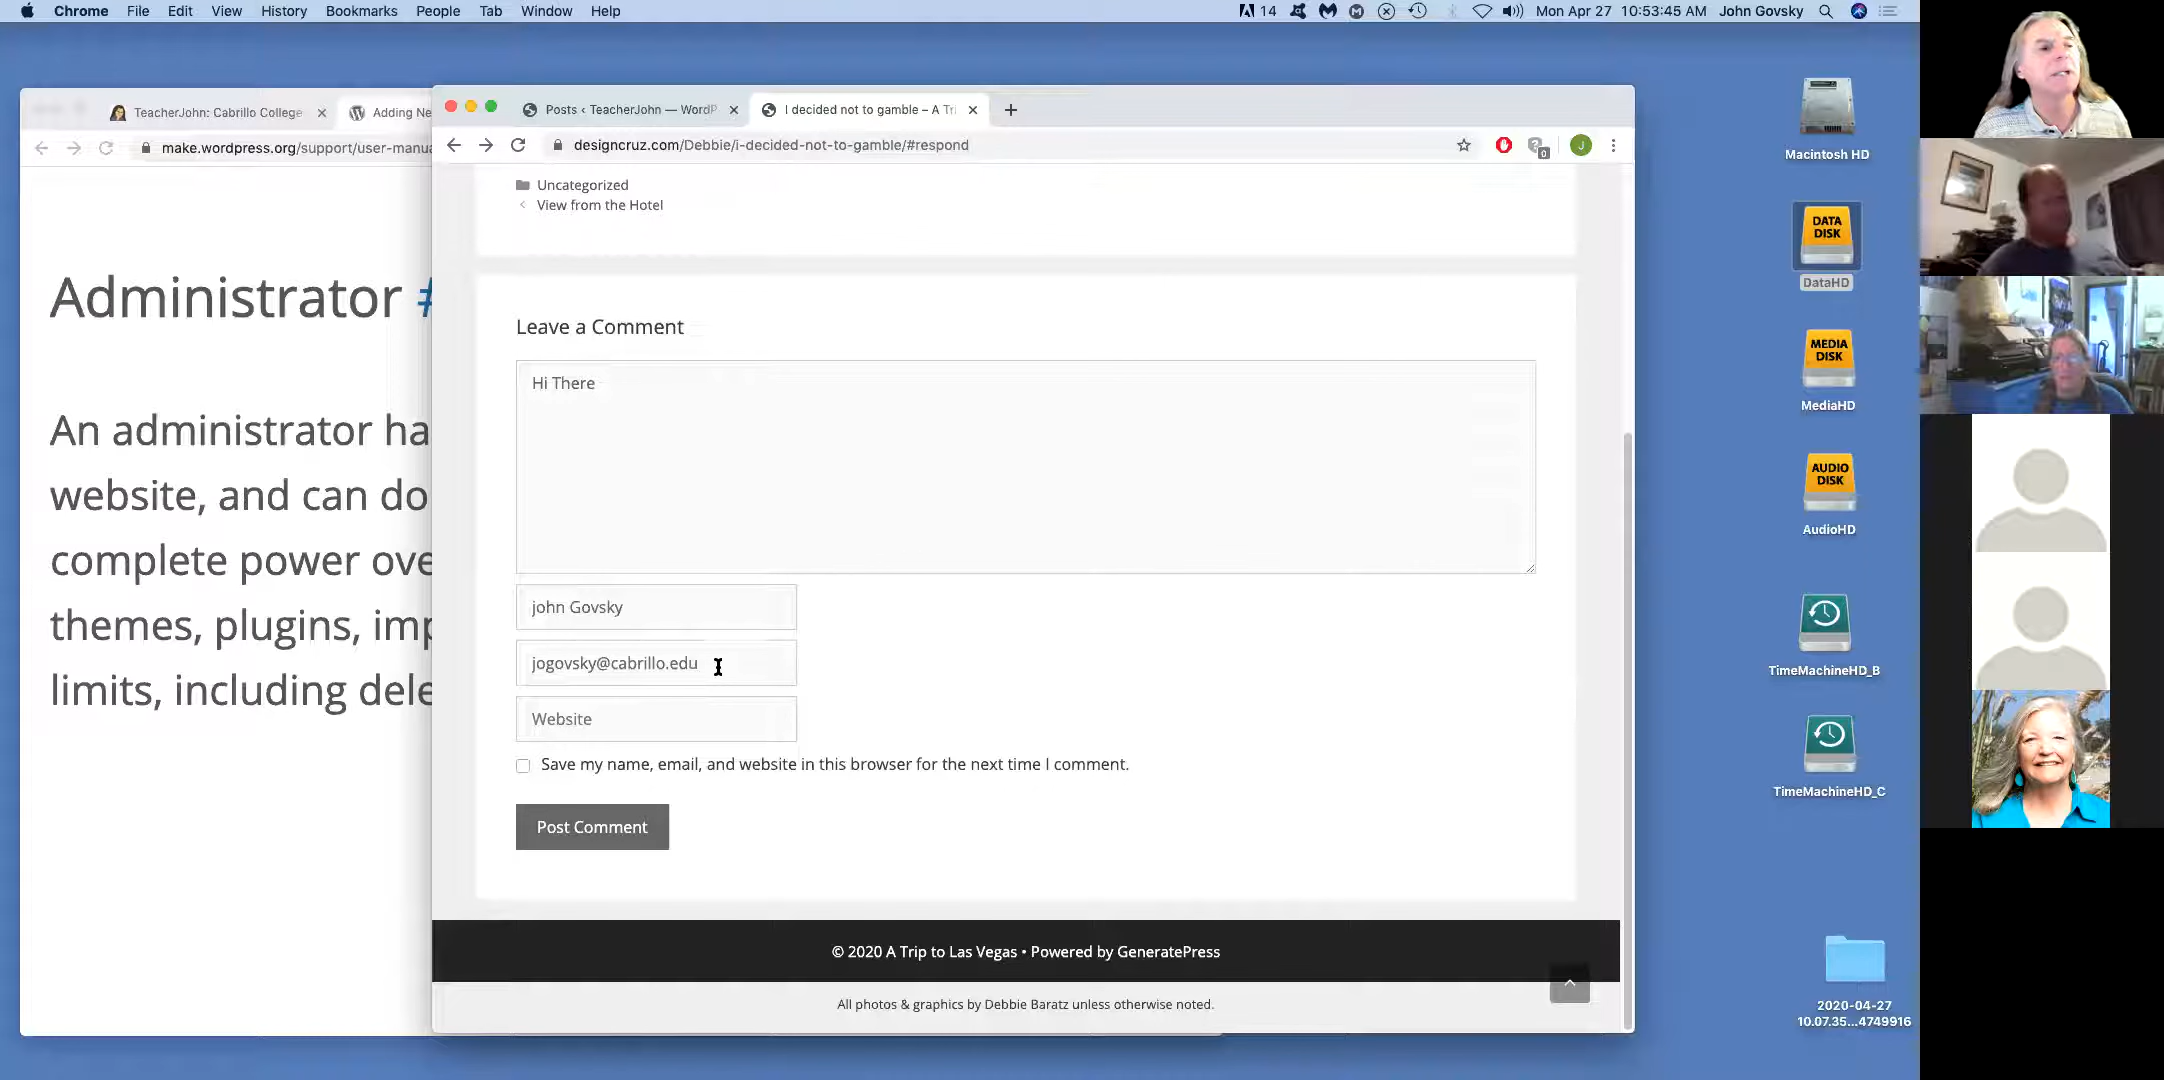 Chrome File Edit View History Bookmarks People Tab Window Help
14 Mon Apr 27 10:53:45 AM John Govsky
TeacherJohn: Cabrillo College
Adding Ne
make.wordpress.org/support/user-manua
Administrator #
An administrator ha
website, and can do
complete power ove
themes, plugins, imp
limits, including dele
Posts ‹ TeacherJohn — WordP
I decided not to gamble – A Tri
designcruz.com/Debbie/i-decided-not-to-gamble/#respond
0
J
Uncategorized
View from the Hotel
Leave a Comment
Hi There
john Govsky
jogovsky@cabrillo.edu
Website
Save my name, email, and website in this browser for the next time I comment.
Post Comment
© 2020 A Trip to Las Vegas • Powered by GeneratePress
All photos & graphics by Debbie Baratz unless otherwise noted.
Macintosh HD
DATA
DISK
DataHD
MEDIA
DISK
MediaHD
AUDIO
DISK
AudioHD
TimeMachineHD_B
TimeMachineHD_C
2020-04-27
10.07.35...4749916